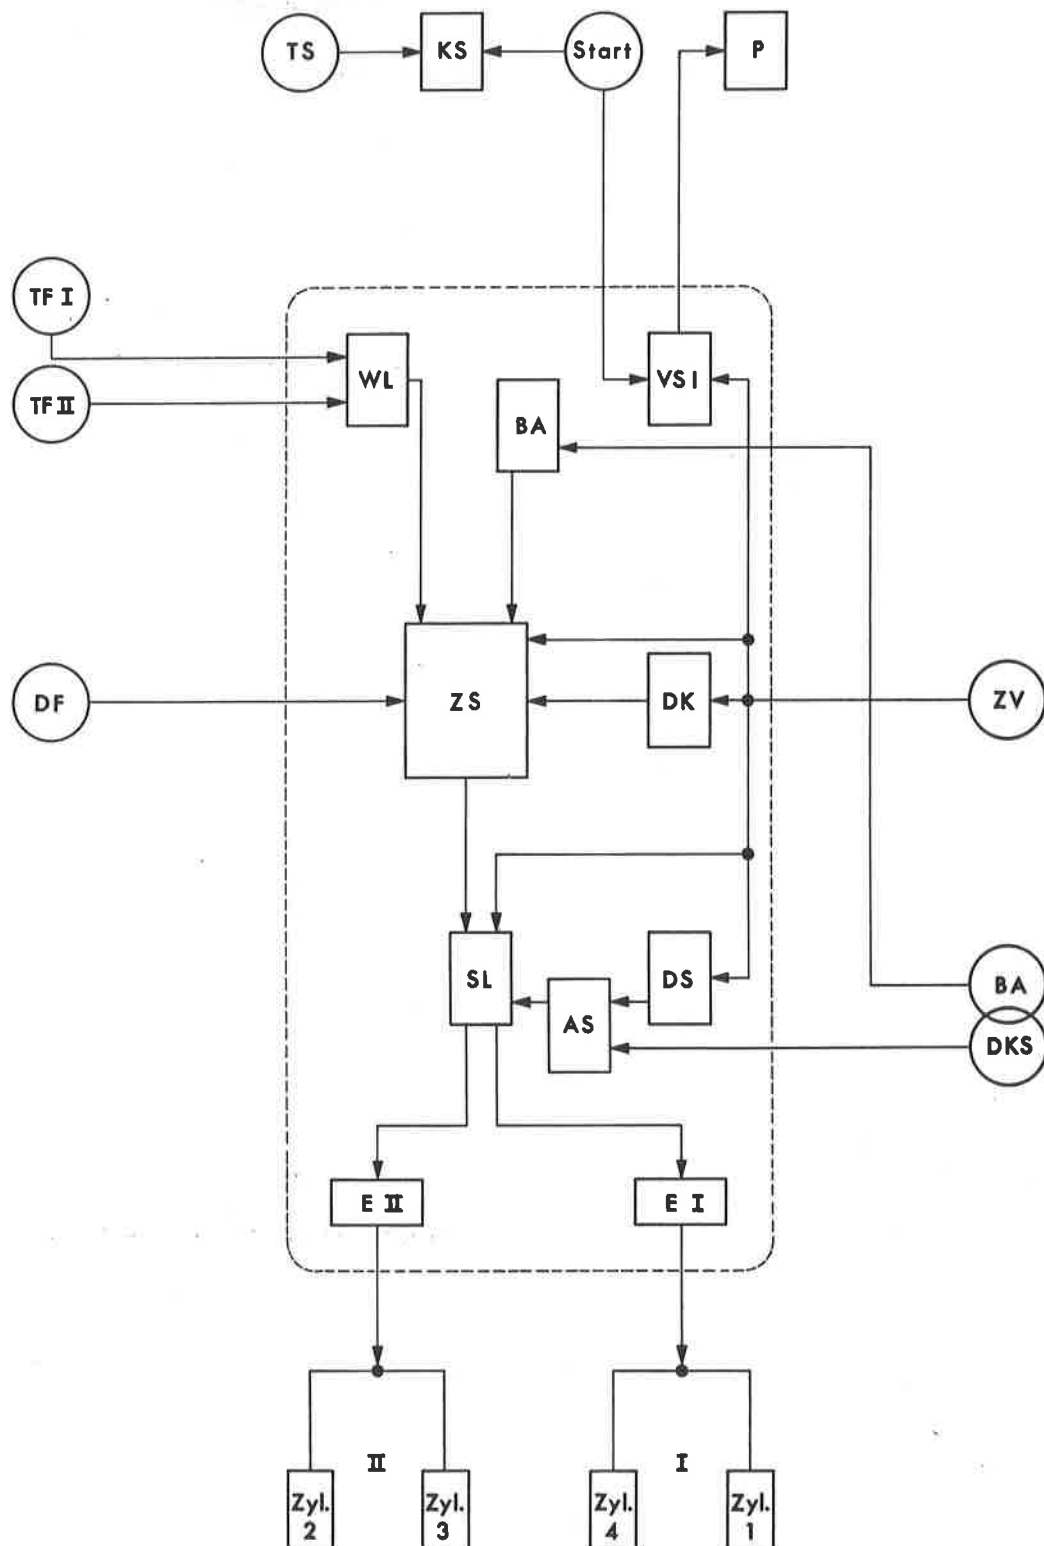 TS
KS
Start
P
TF I
TF II
WL
VSI
BA
DF
ZS
DK
ZV
SL
DS
AS
BA
DKS
E II
E I
II
I
Zyl.
2
Zyl.
3
Zyl.
4
Zyl.
1